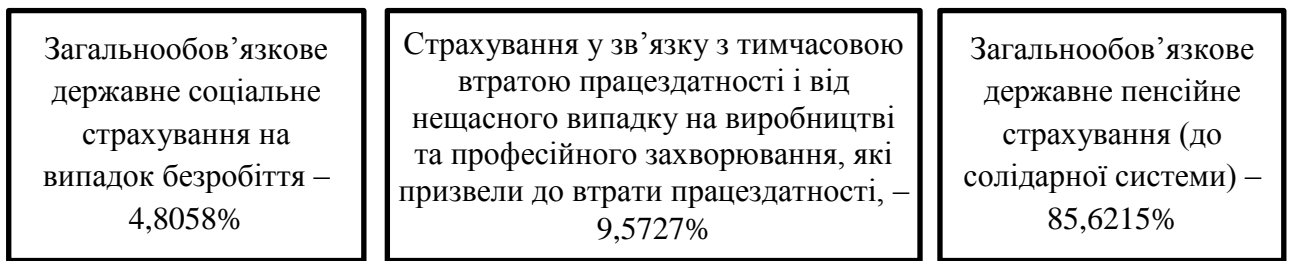 Загальнообов’язкове
державне соціальне
страхування на
випадок безробіття –
4,8058%
Страхування у зв’язку з тимчасовою
втратою працездатності і від
нещасного випадку на виробництві
та професійного захворювання, які
призвели до втрати працездатності, –
9,5727%
Загальнообов’язкове
державне пенсійне
страхування (до
солідарної системи) –
85,6215%